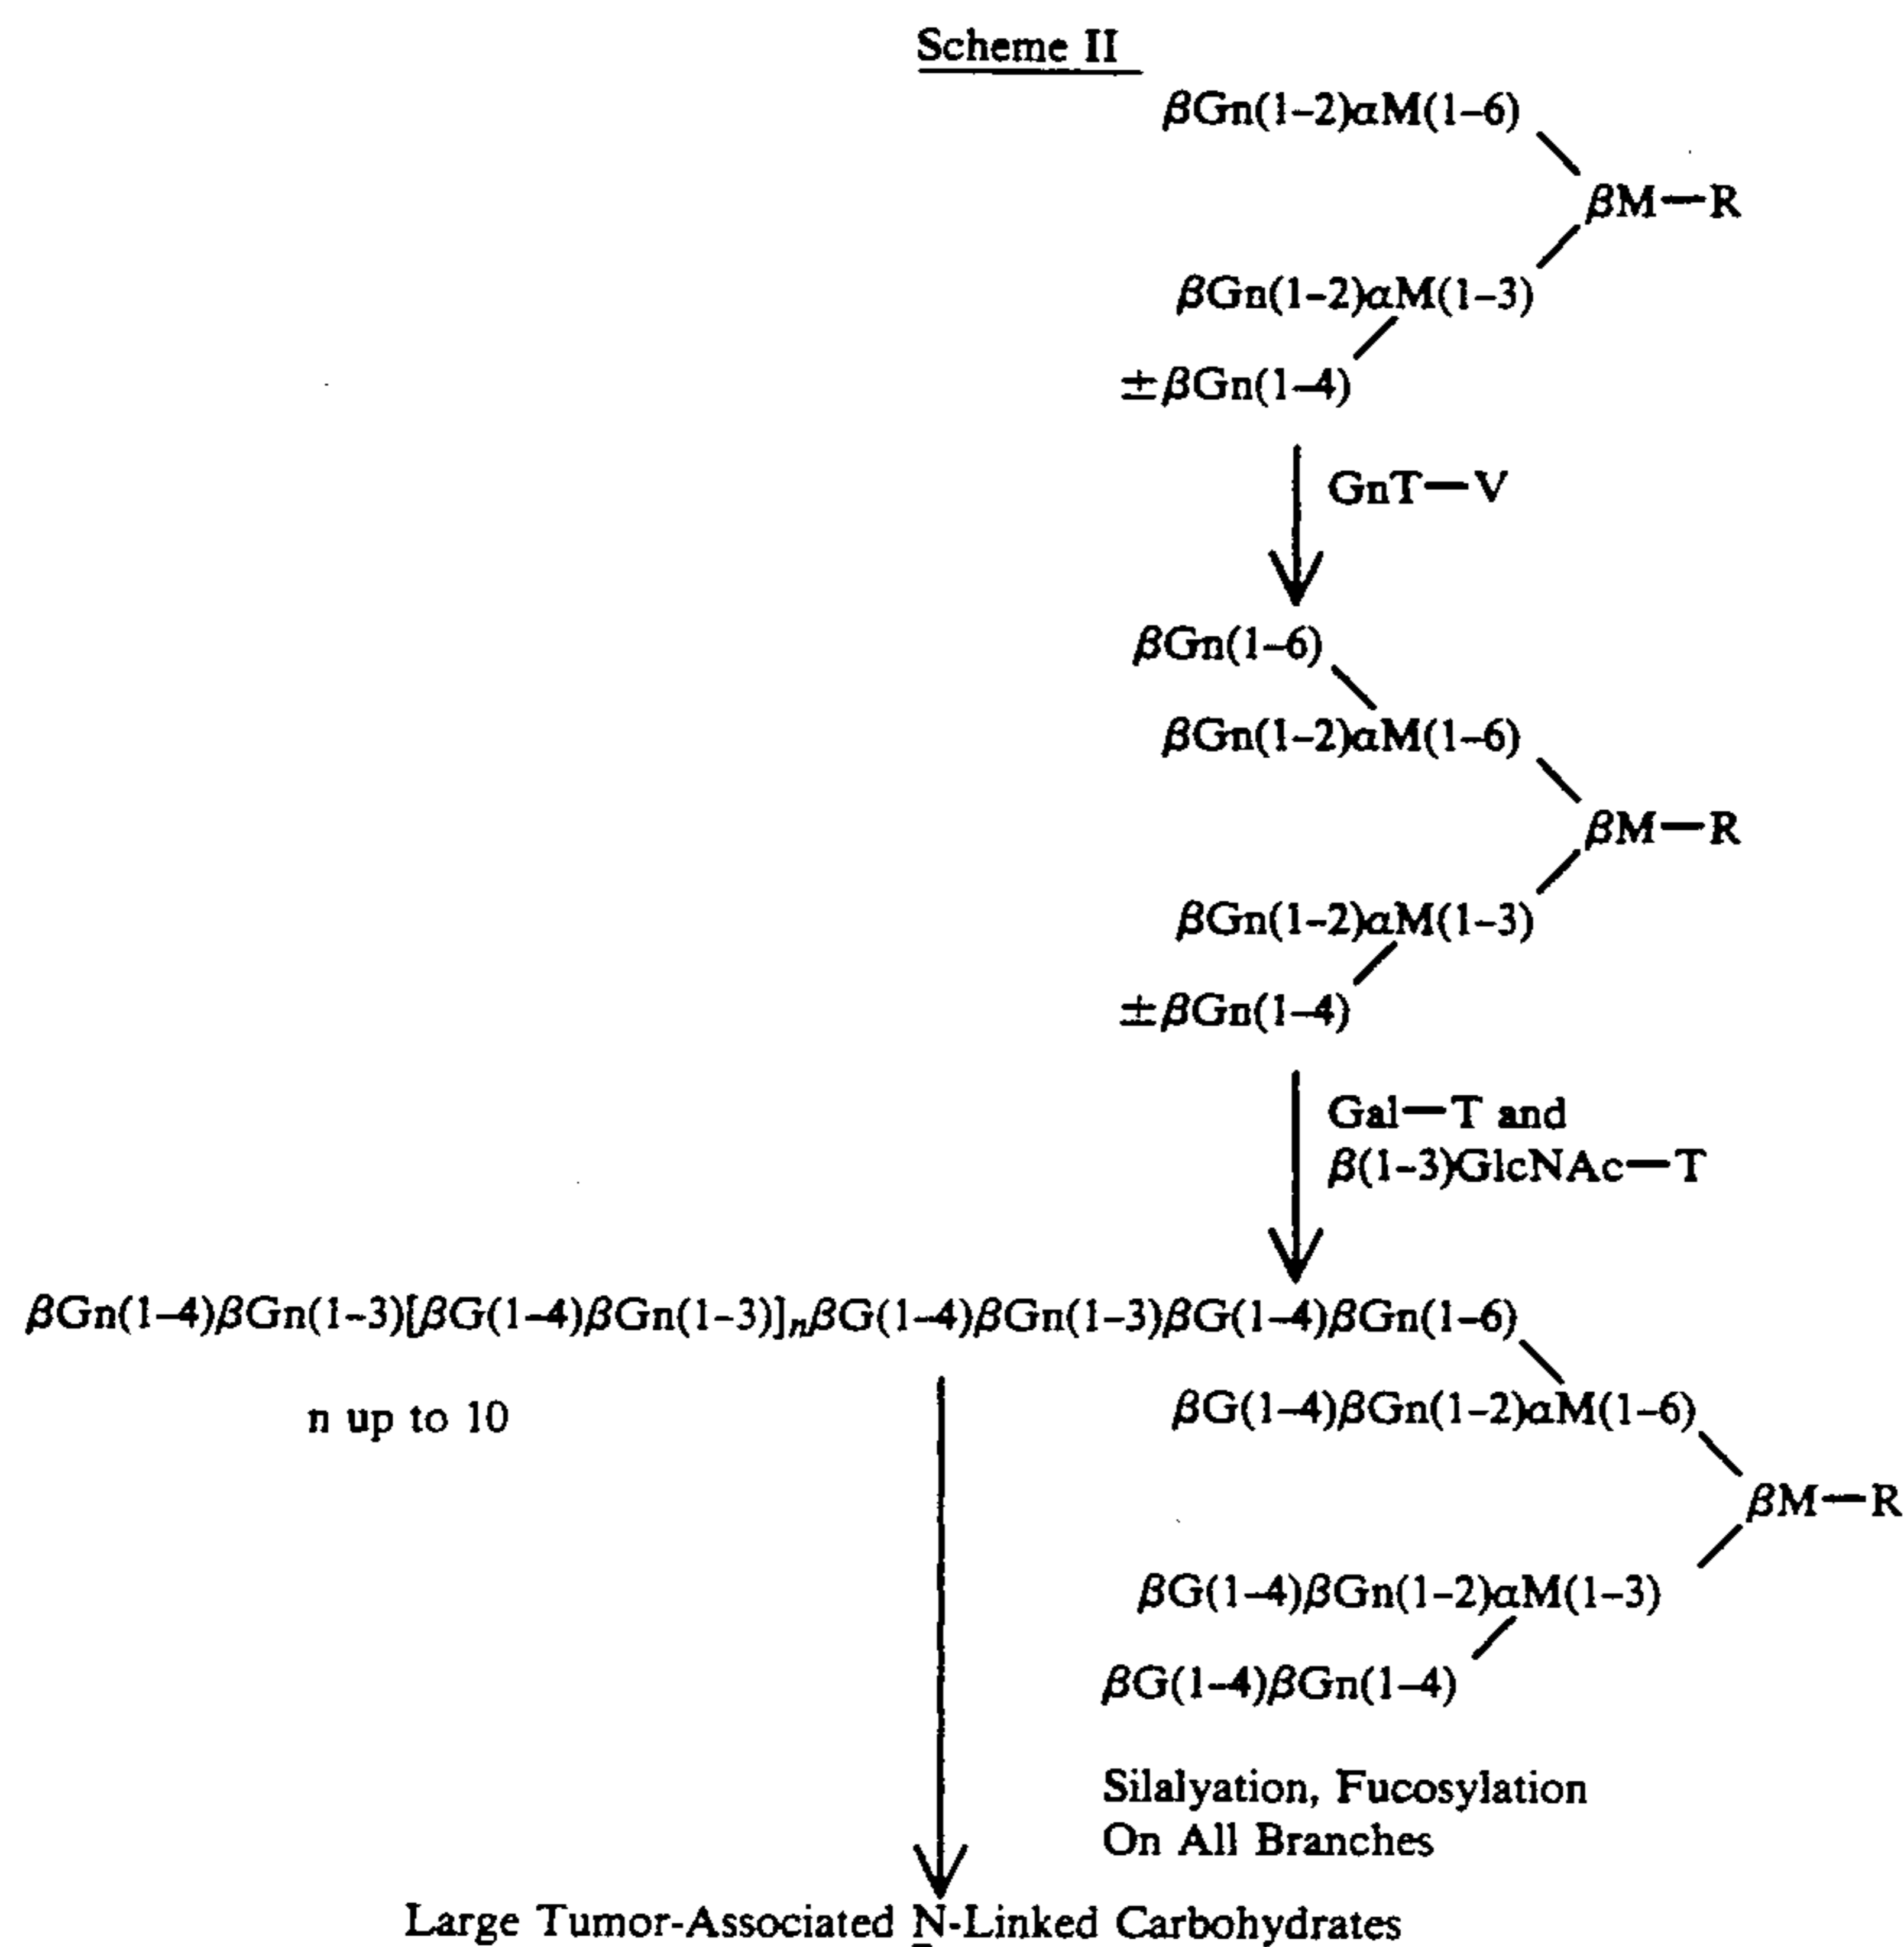 Scheme II
βGn(1–2)αM(1–6)
βM—R
βGn(1–2)αM(1–3)
±βGn(1–4)
GnT—V
βGn(1–6)
βGn(1–2)αM(1–6)
βM—R
βGn(1–2)αM(1–3)
±βGn(1–4)
Gal—T and
β(1–3)GlcNAc—T
βGn(1–4)βGn(1–3)[βG(1–4)βGn(1–3)]nβG(1–4)βGn(1–3)βG(1–4)βGn(1–6)
n up to 10
βG(1–4)βGn(1–2)αM(1–6)
βM—R
βG(1–4)βGn(1–2)αM(1–3)
βG(1–4)βGn(1–4)
Silalyation, Fucosylation
On All Branches
Large Tumor-Associated N-Linked Carbohydrates